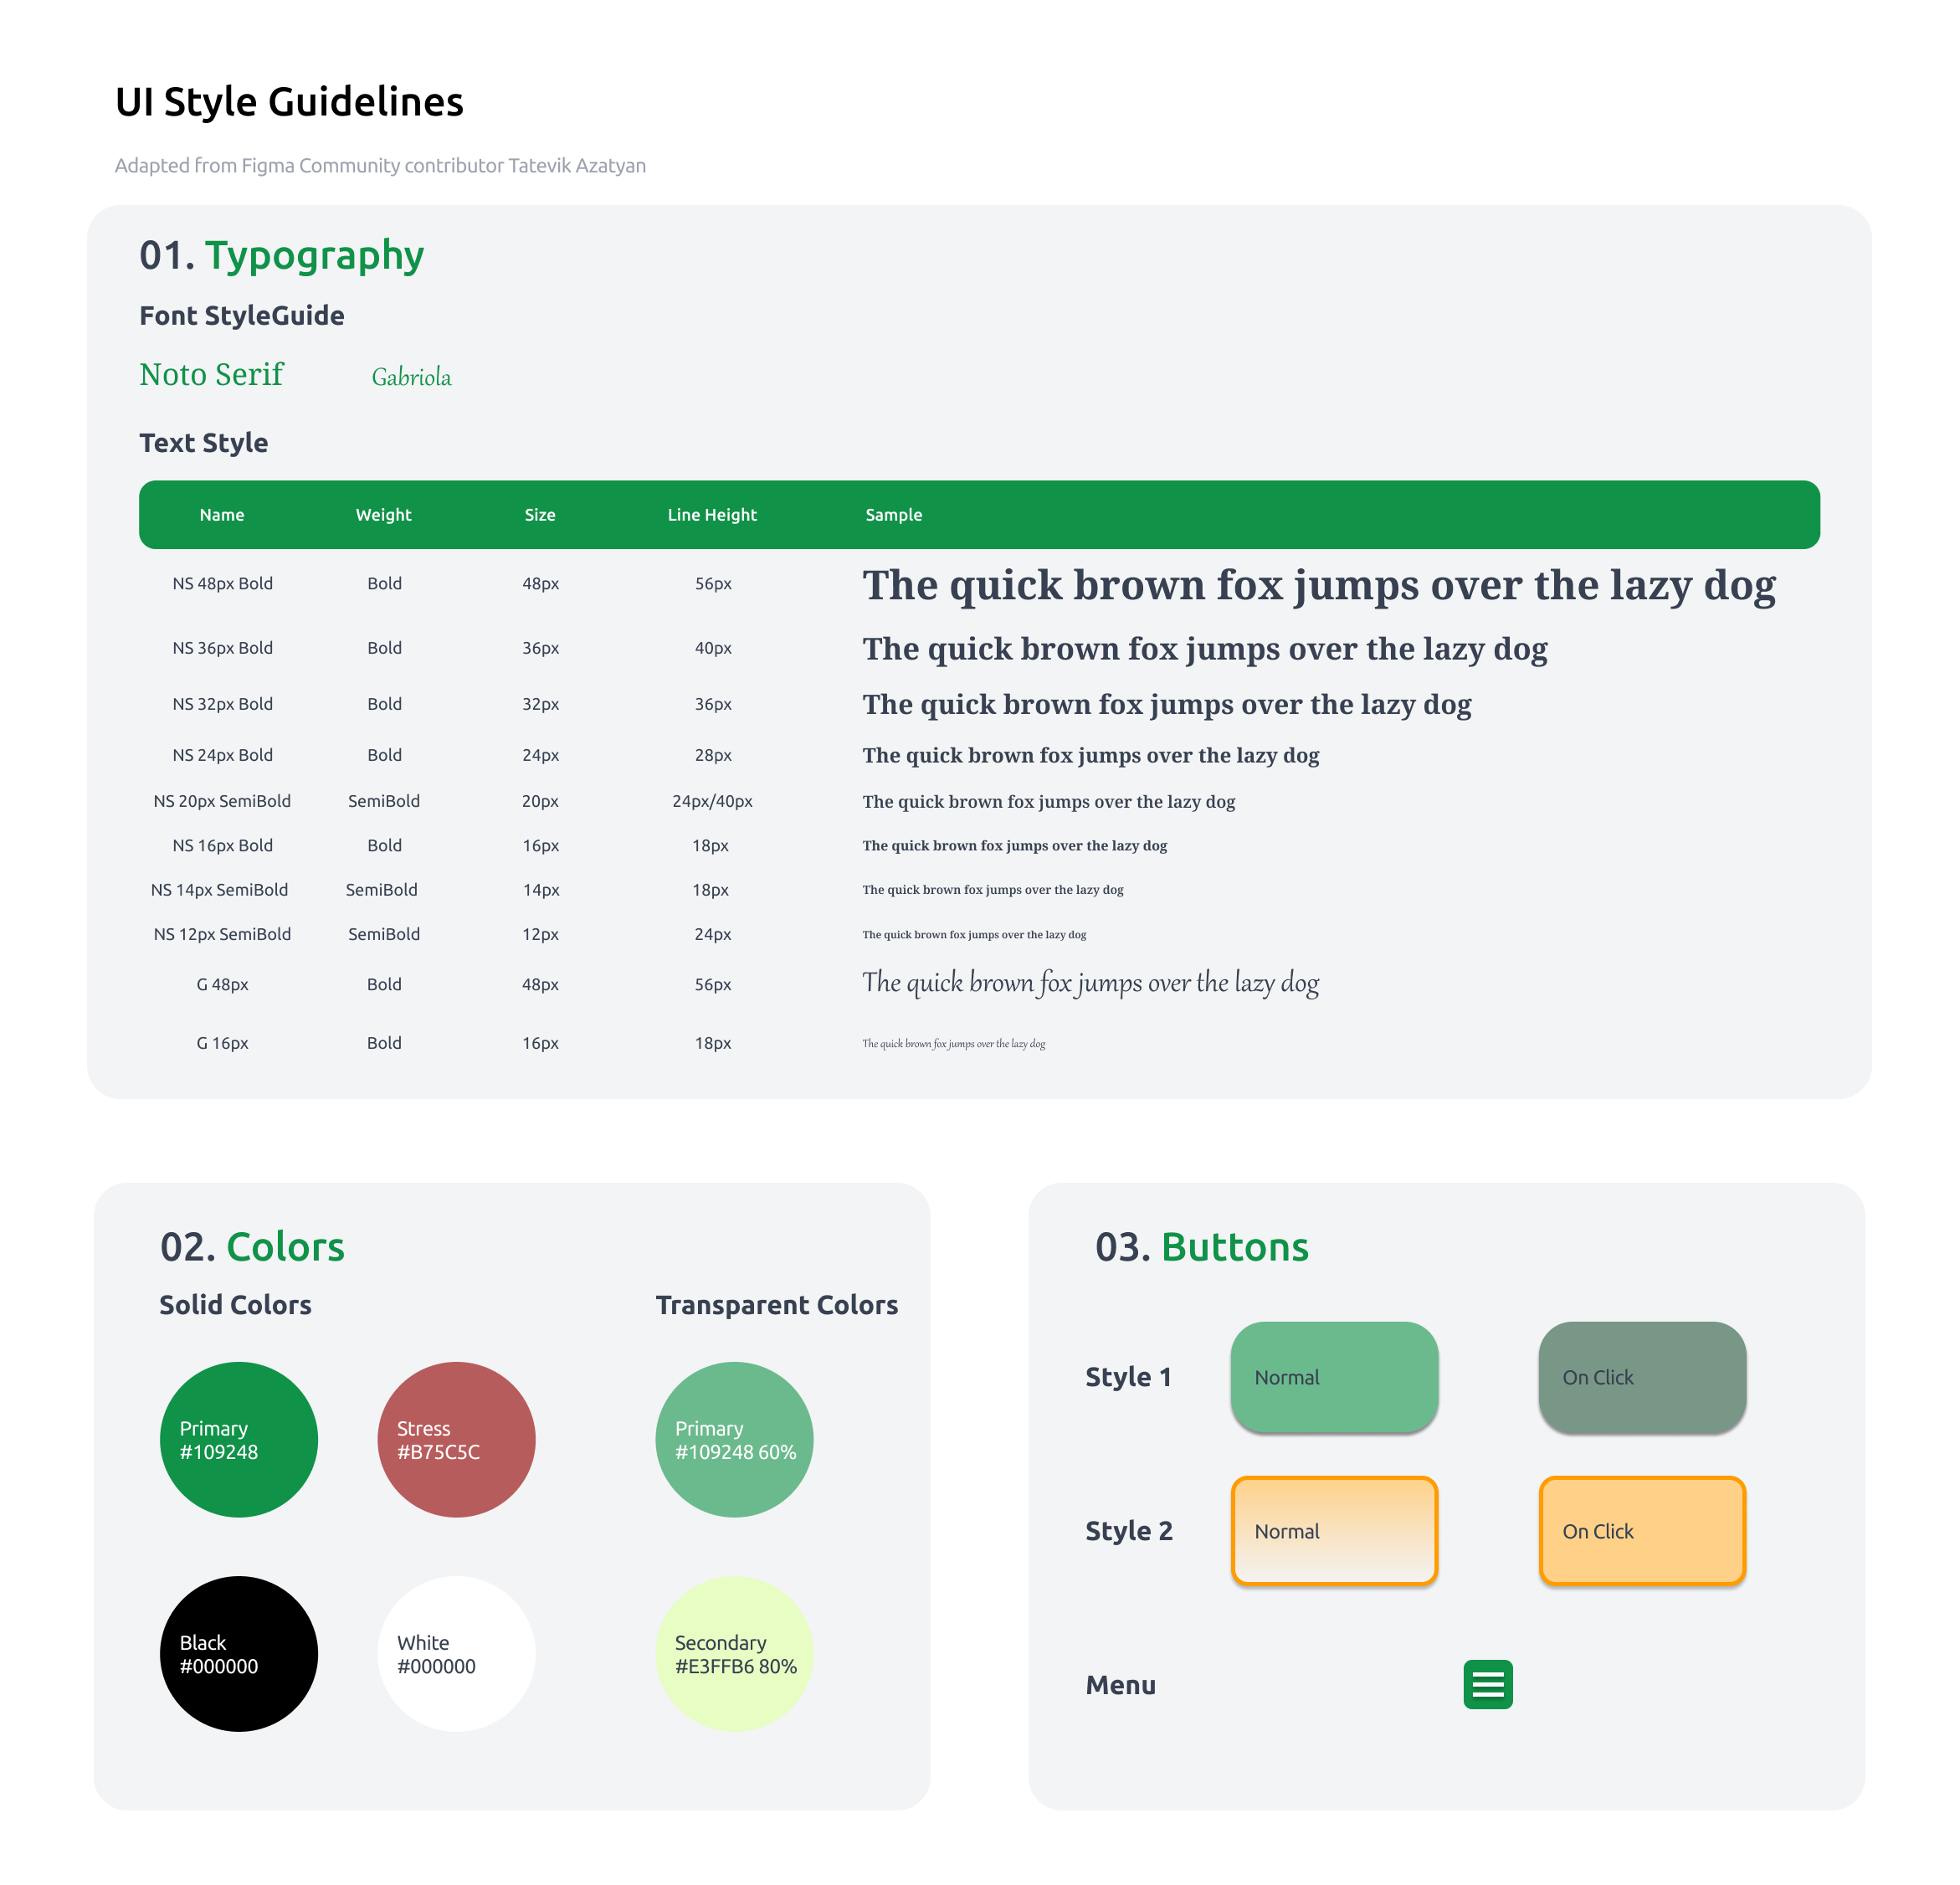 UI Style Guidelines
Adapted from Figma Community contributor Tatevik Azatyan
01. Typography
Font StyleGuide
Noto Serif Gabriola
Text Style
Name Weight Size Line Height Sample
NS 48px Bold Bold 48px 56px The quick brown fox jumps over the lazy dog
NS 36px Bold Bold 36px 40px The quick brown fox jumps over the lazy dog
NS 32px Bold Bold 32px 36px The quick brown fox jumps over the lazy dog
NS 24px Bold Bold 24px 28px The quick brown fox jumps over the lazy dog
NS 20px SemiBold SemiBold 20px 24px/40px The quick brown fox jumps over the lazy dog
NS 16px Bold Bold 16px 18px The quick brown fox jumps over the lazy dog
NS 14px SemiBold SemiBold 14px 18px The quick brown fox jumps over the lazy dog
NS 12px SemiBold SemiBold 12px 24px The quick brown fox jumps over the lazy dog
G 48px Bold 48px 56px The quick brown fox jumps over the lazy dog
G 16px Bold 16px 18px The quick brown fox jumps over the lazy dog
02. Colors
Solid Colors
Primary
#109248
Stress
#B75C5C
Black
#000000
White
#000000
Transparent Colors
Primary
#109248 60%
Secondary
#E3FFB6 80%
03. Buttons
Style 1 Normal On Click
Style 2 Normal On Click
Menu